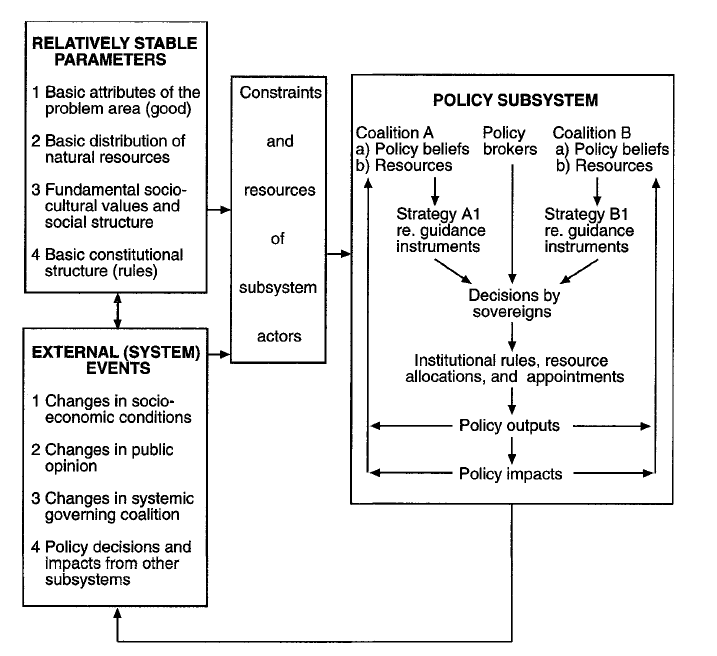 RELATIVELY STABLE
PARAMETERS
1 Basic attributes of the
problem area (good)
2 Basic distribution of
natural resources
3 Fundamental socio-
cultural values and
social structure
4 Basic constitutional
structure (rules)
EXTERNAL (SYSTEM)
EVENTS
1 Changes in socio-
economic conditions
2 Changes in public
opinion
3 Changes in systemic
governing coalition
4 Policy decisions and
impacts from other
subsystems
Constraints
and
resources
of
subsystem
actors
POLICY SUBSYSTEM
Coalition A
a) Policy beliefs
b) Resources
Policy
brokers
Coalition B
a) Policy beliefs
b) Resources
Strategy A1
re. guidance
instruments
Strategy B1
re. guidance
instruments
Decisions by
sovereigns
Institutional rules, resource
allocations, and appointments
Policy outputs
Policy impacts